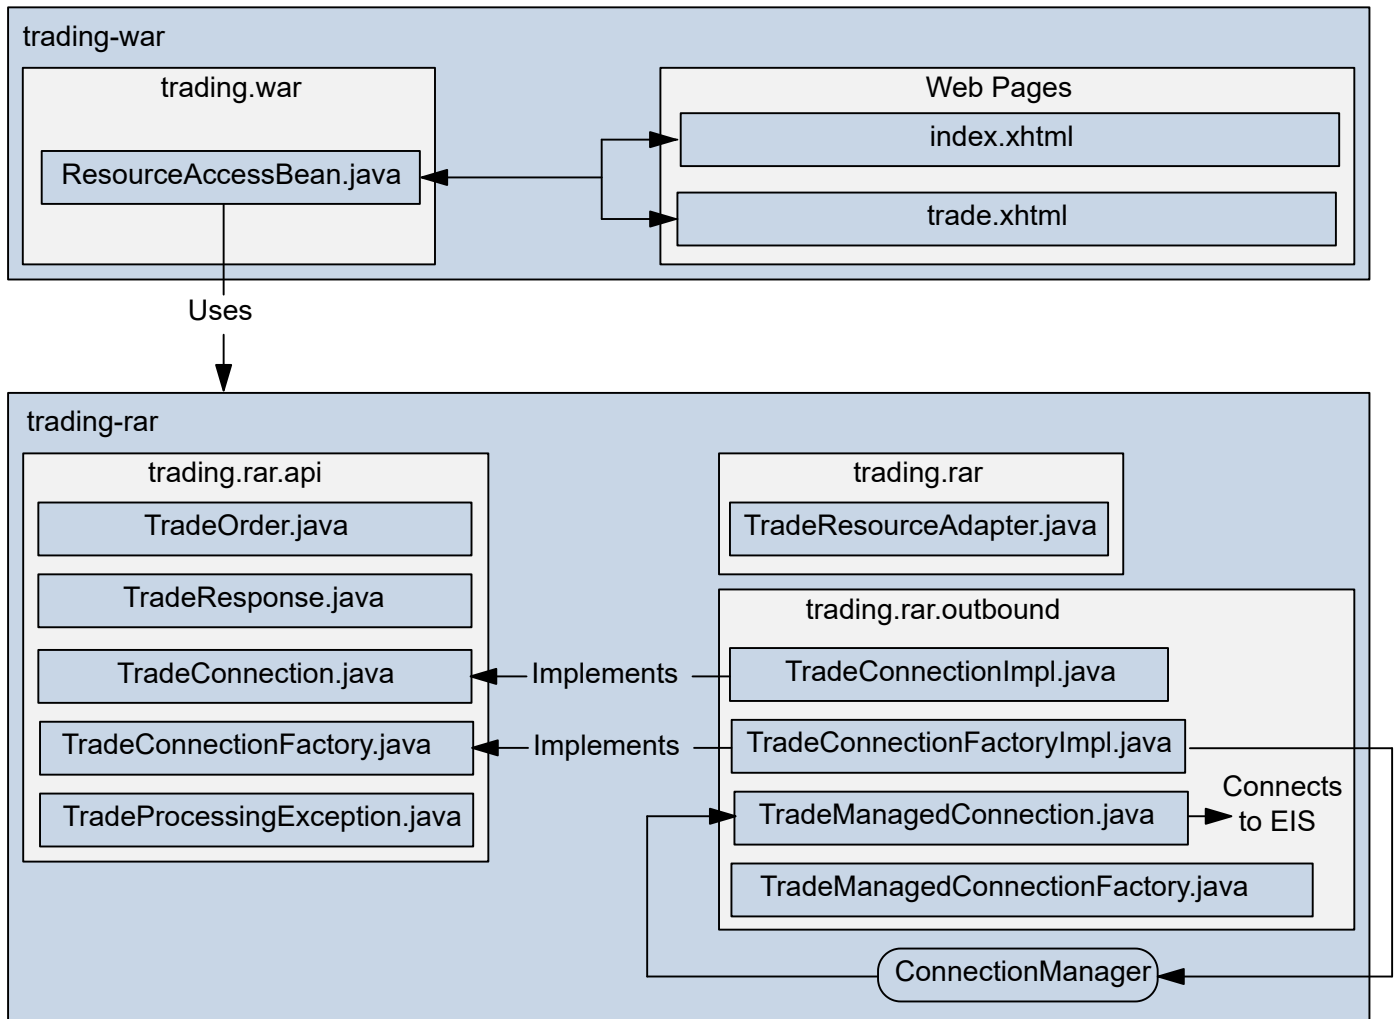 trading-war
trading.war
Web Pages
index.xhtml
ResourceAccessBean.java
trade.xhtml
Uses
trading-rar
trading.rar.api
trading.rar
TradeOrder.java
TradeResourceAdapter.java
TradeResponse.java
trading.rar.outbound
TradeConnection.java
Implements
TradeConnectionImpl.java
TradeConnectionFactory.java
Implements
TradeConnectionFactoryImpl.java
Connects
to EIS
TradeProcessingException.java
TradeManagedConnection.java
TradeManagedConnectionFactory.java
ConnectionManager